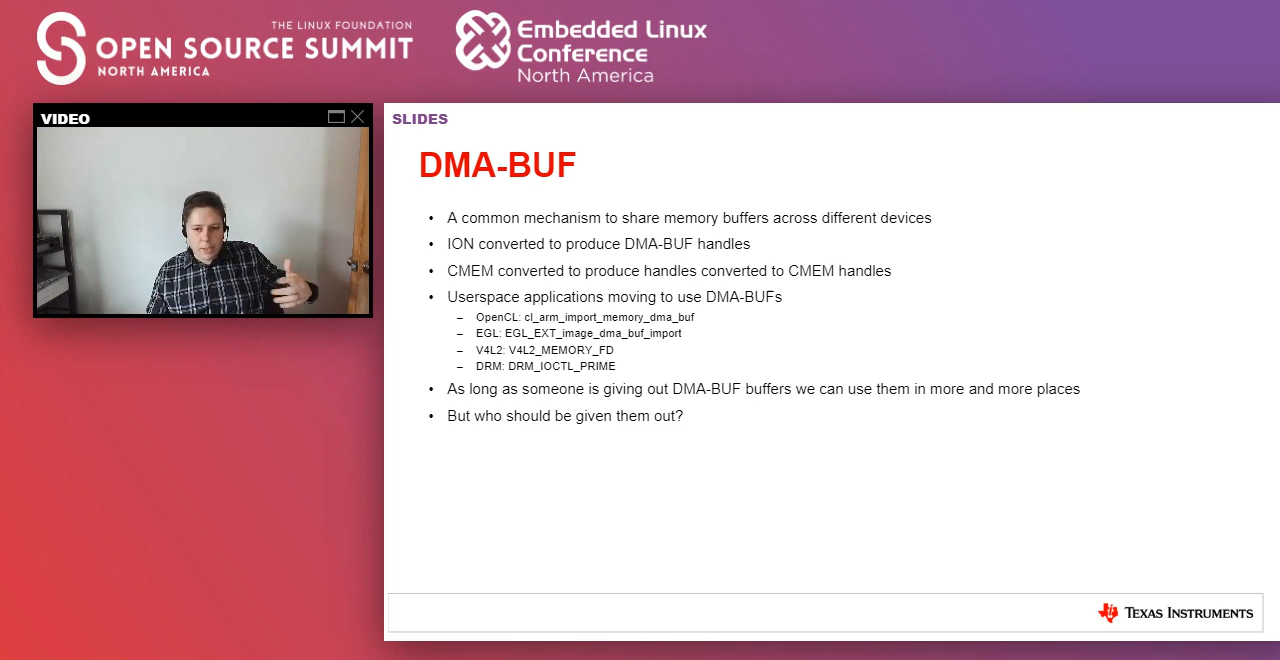 THE LINUX FOUNDATION
OPEN SOURCE SUMMIT
NORTH AMERICA
Embedded Linux
Conference
North America
VIDEO
SLIDES
DMA-BUF
• A common mechanism to share memory buffers across different devices
• ION converted to produce DMA-BUF handles
• CMEM converted to produce handles converted to CMEM handles
• Userspace applications moving to use DMA-BUFs
– OpenCL: cl_arm_import_memory_dma_buf
– EGL: EGL_EXT_image_dma_buf_import
– V4L2: V4L2_MEMORY_FD
– DRM: DRM_IOCTL_PRIME
• As long as someone is giving out DMA-BUF buffers we can use them in more and more places
• But who should be given them out?
TEXAS INSTRUMENTS